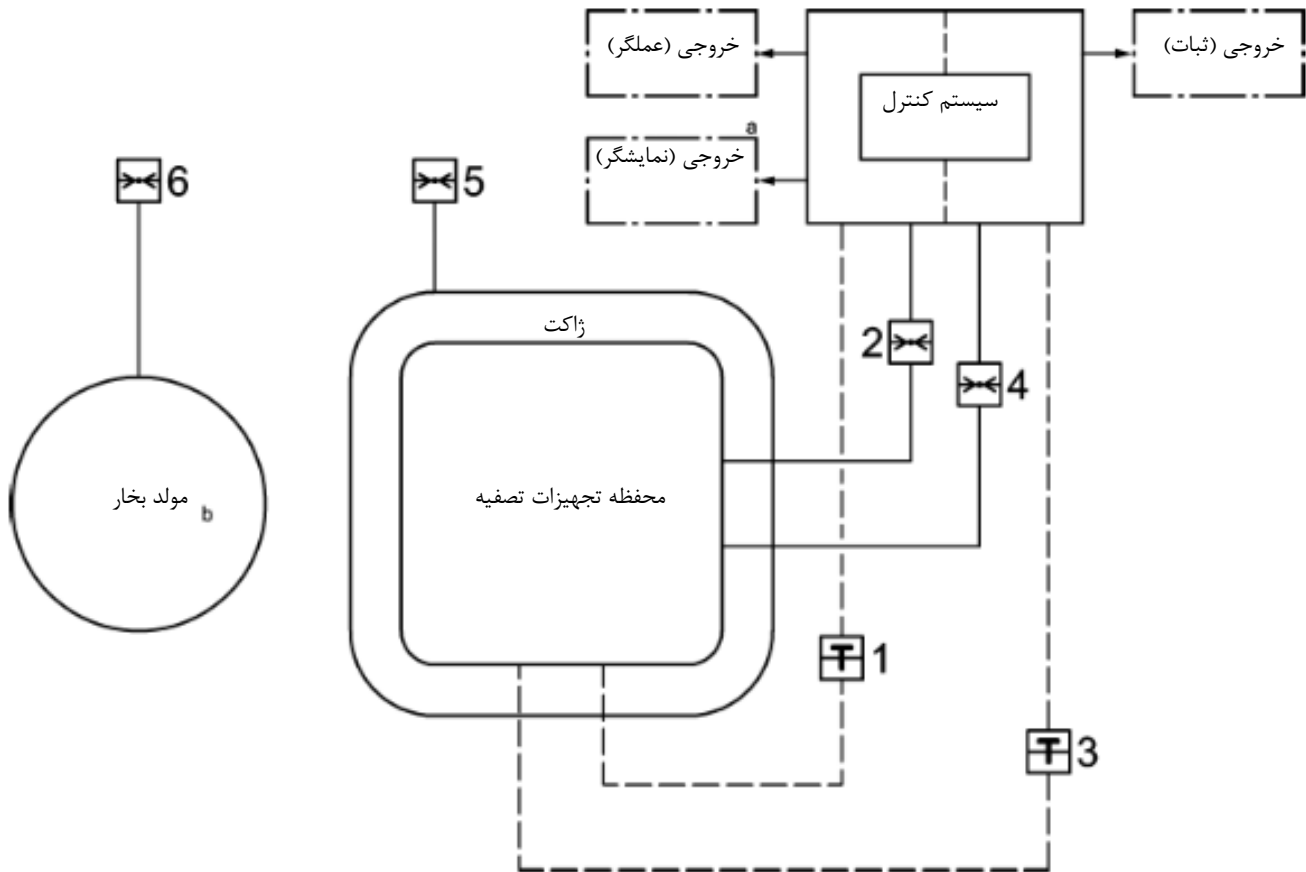 خروجی (عملگر)
خروجی (ثبات)
سیستم کنترل
a
خروجی (نمایشگر)
6
5
ژاکت
2
4
محفظه تجهیزات تصفیه
مولد بخار
b
T 1
T 3